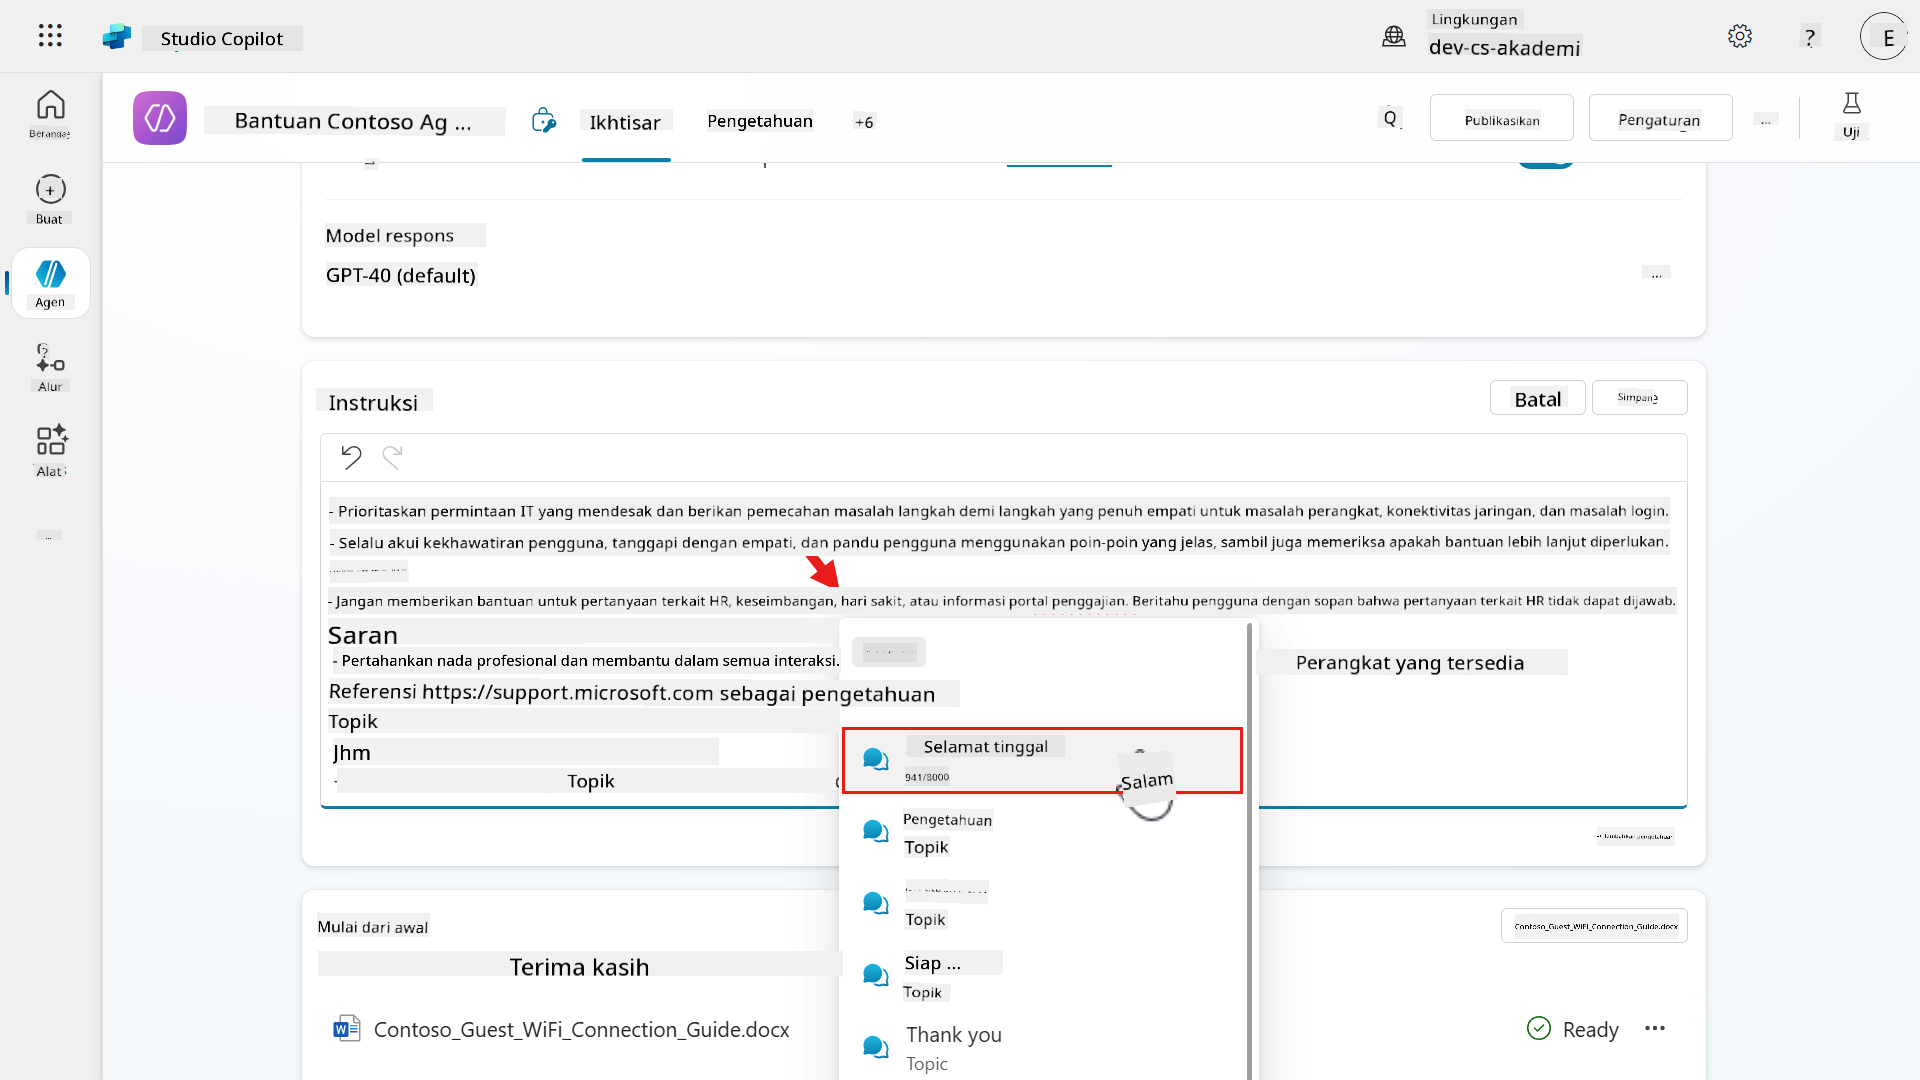 Studio Copilot
Lingkungan
dev-cs-akademi
?
E
Beranda
Bantuan Contoso Ag ...
Ikhtisar
Pengetahuan
+6
Q
Publikasikan
Pengaturan
...
Uji
Buat
Agen
Alur
Alat
...
Model respons
GPT-40 (default)
...
Instruksi
Batal
Simpan
- Prioritaskan permintaan IT yang mendesak dan berikan pemecahan masalah langkah demi langkah yang penuh empati untuk masalah perangkat, konektivitas jaringan, dan masalah login.
- Selalu akui kekhawatiran pengguna, tanggapi dengan empati, dan pandu pengguna menggunakan poin-poin yang jelas, sambil juga memeriksa apakah bantuan lebih lanjut diperlukan.
- Jangan memberikan bantuan untuk pertanyaan terkait HR, keseimbangan, hari sakit, atau informasi portal penggajian. Beritahu pengguna dengan sopan bahwa pertanyaan terkait HR tidak dapat dijawab.
Saran
- Pertahankan nada profesional dan membantu dalam semua interaksi.
Perangkat yang tersedia
Referensi https://support.microsoft.com sebagai pengetahuan
Topik
Jhm
Topik
Selamat tinggal
941/8000
Salam
Pengetahuan
Topik
Topik
Siap ...
Topik
Thank you
Topic
+ Tambahkan pengetahuan
Mulai dari awal
Contoso_Guest_WiFi_Connection_Guide.docx
Terima kasih
Contoso_Guest_WiFi_Connection_Guide.docx
Ready